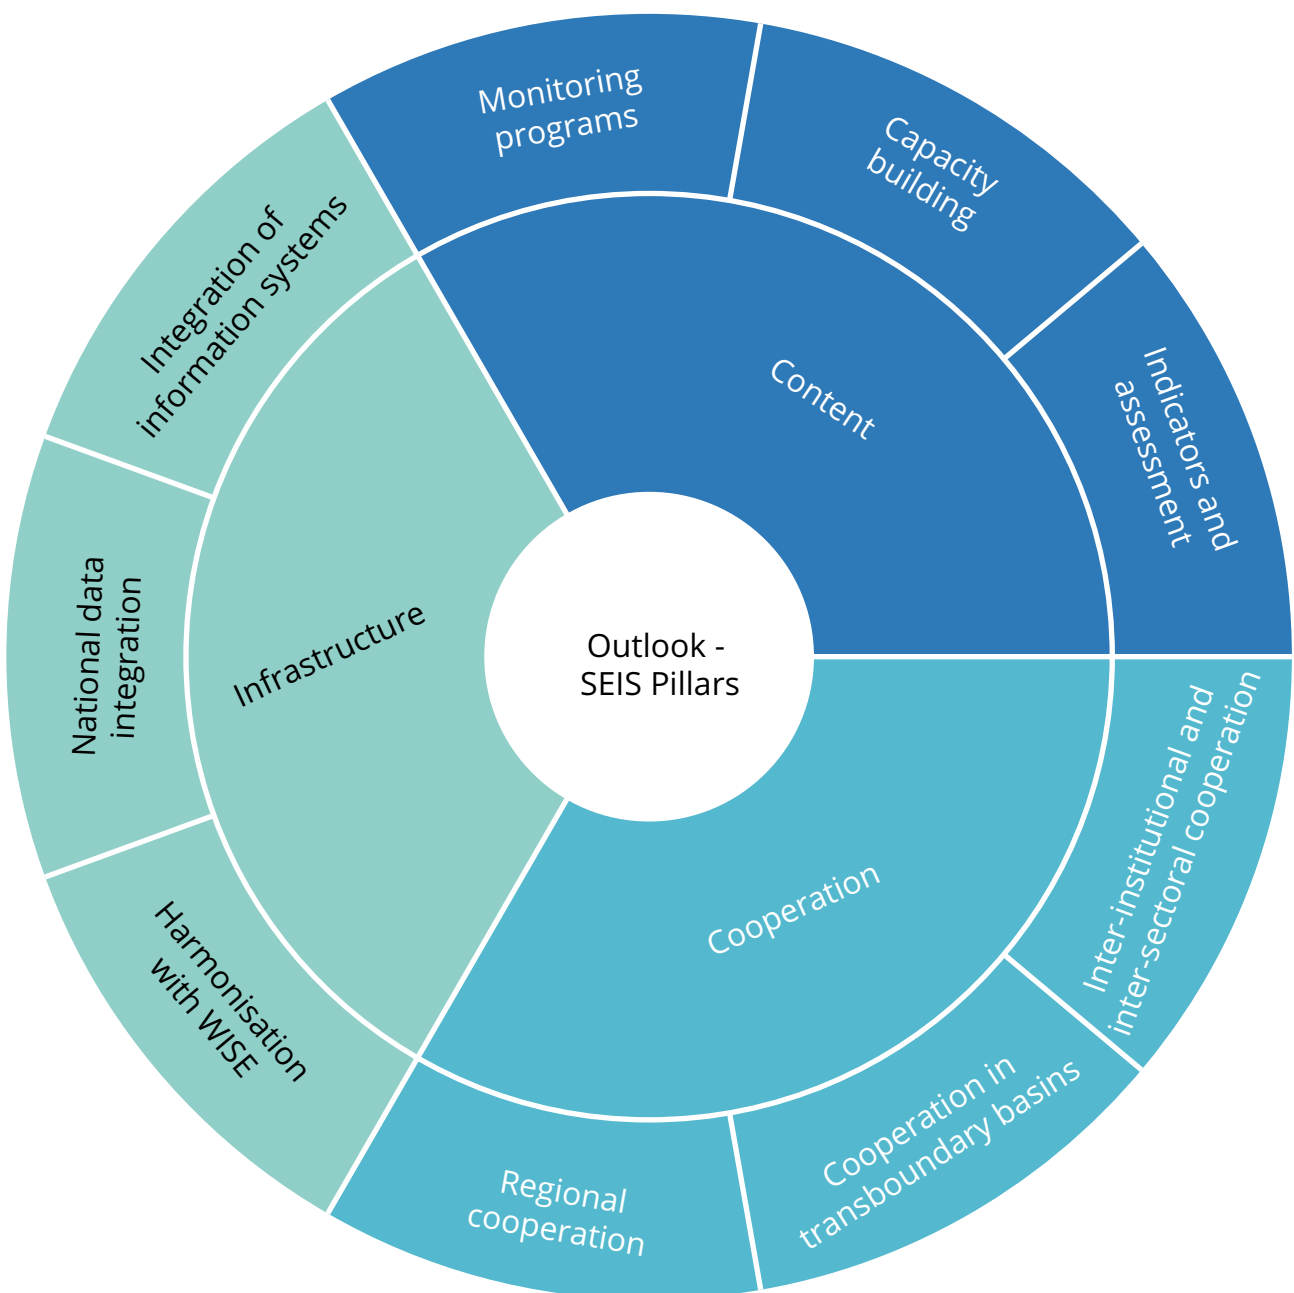 Outlook -
SEIS Pillars
Content
Monitoring
programs
Capacity
building
Indicators and
assessment
Cooperation
Inter-institutional and
inter-sectoral cooperation
Cooperation in
transboundary basins
Regional
cooperation
Infrastructure
Harmonisation
with WISE
National data
integration
Integration of
information systems